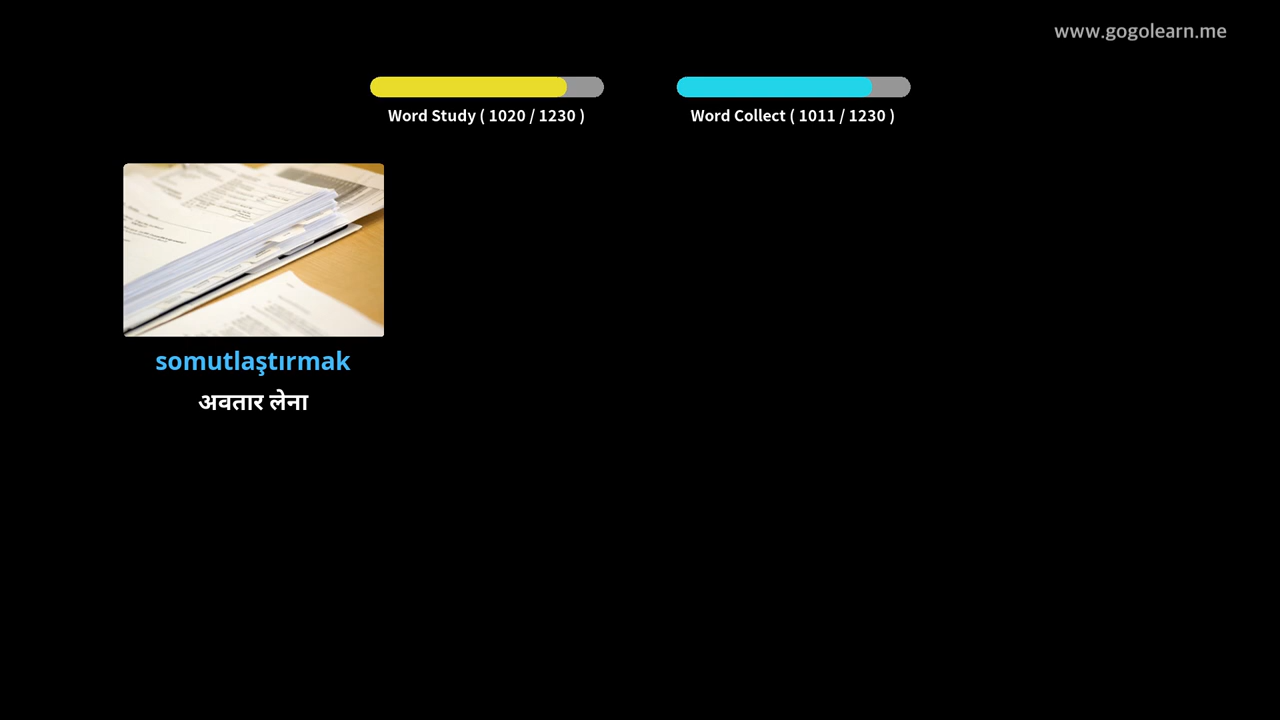 www.gogolearn.me
Word Study ( 1020 / 1230 )
Word Collect ( 1011 / 1230 )
somutlaştırmak
अवतार लेना